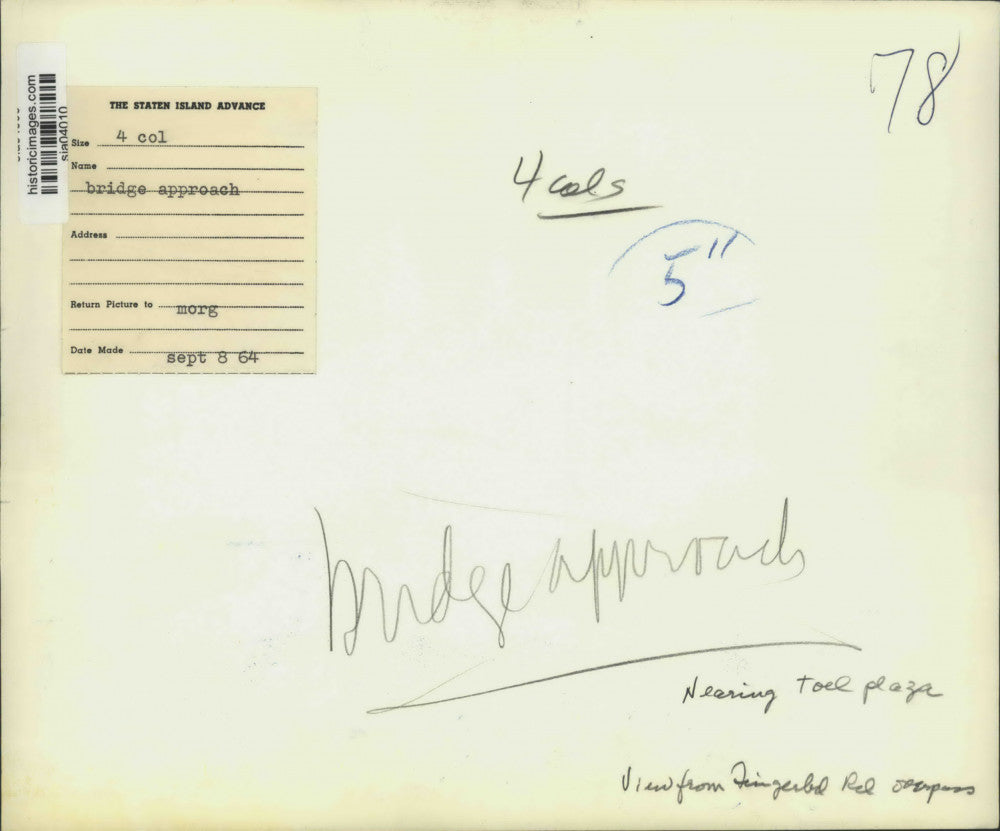 78
historicimages.com
sia04010
THE STATEN ISLAND ADVANCE
Size 4 col
Name
bridge approach
Address
Return Picture to morg
Date Made sept 8 64
4 cols
5"
bridge approach
Nearing toll plaza
View from Fingerbd Rd overpass